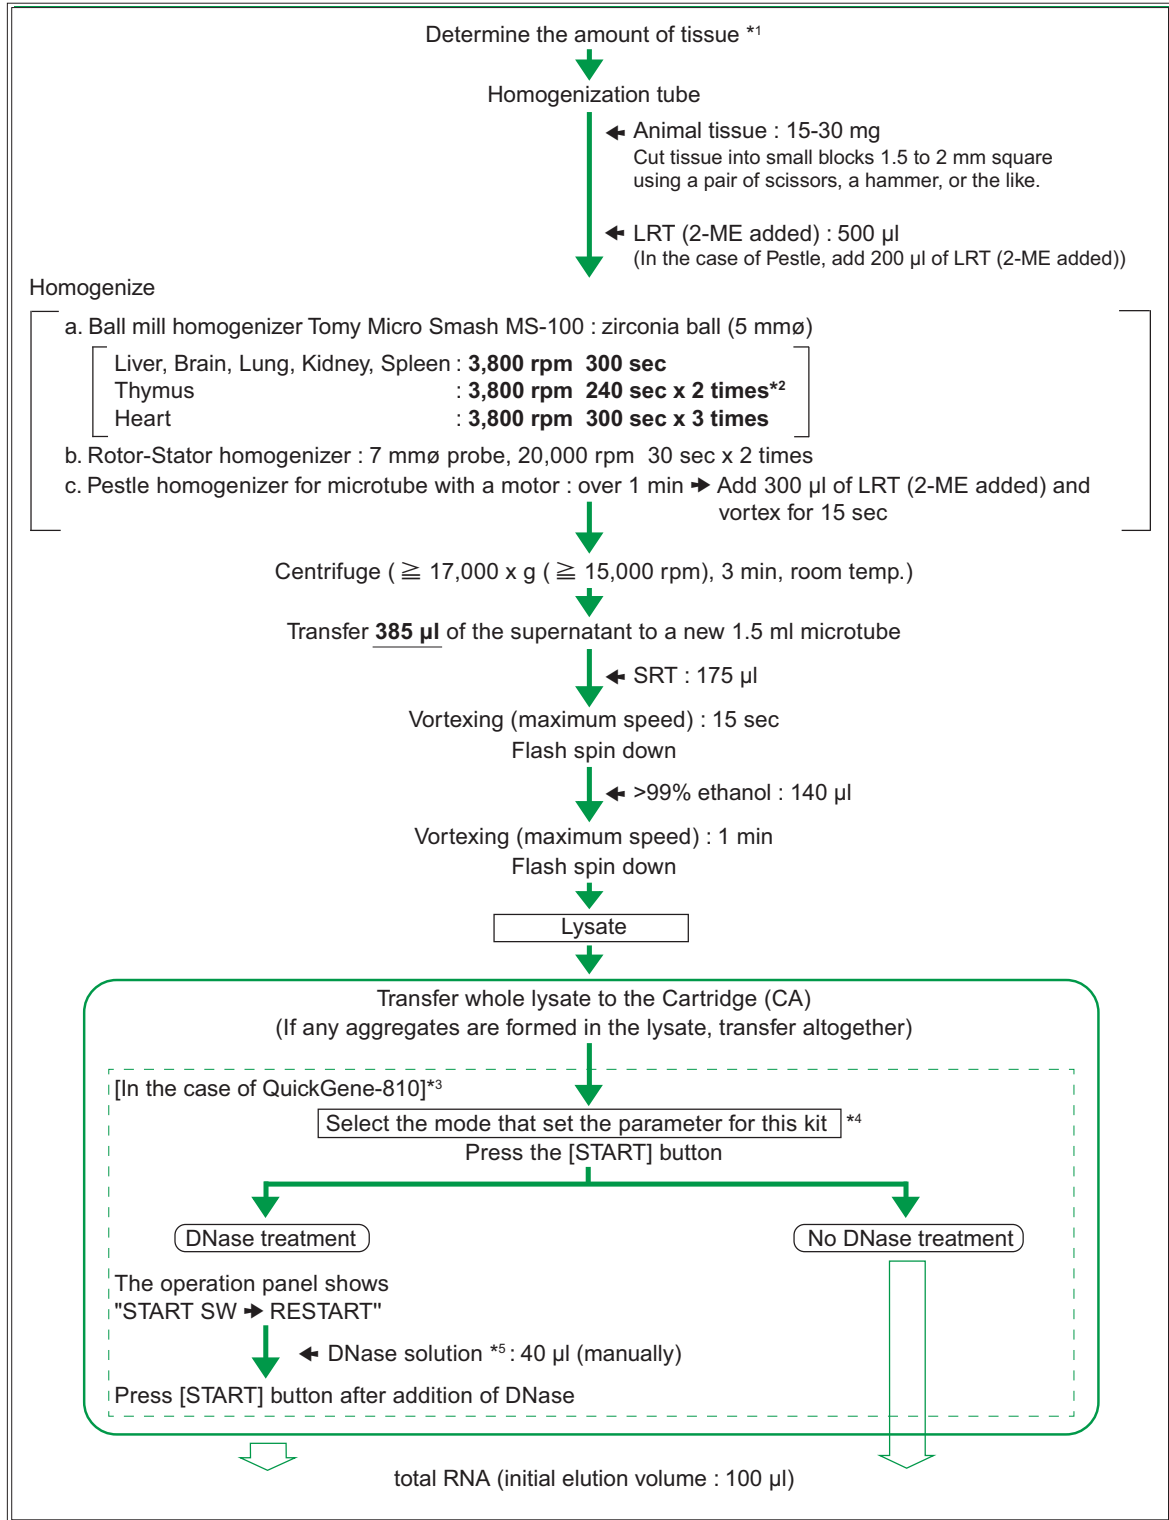 Determine the amount of tissue *1
Homogenization tube
Animal tissue : 15-30 mg
Cut tissue into small blocks 1.5 to 2 mm square
using a pair of scissors, a hammer, or the like.
LRT (2-ME added) : 500 µl
(In the case of Pestle, add 200 µl of LRT (2-ME added))
Homogenize
a. Ball mill homogenizer Tomy Micro Smash MS-100 : zirconia ball (5 mmø)
Liver, Brain, Lung, Kidney, Spleen : 3,800 rpm 300 sec
Thymus : 3,800 rpm 240 sec x 2 times*2
Heart : 3,800 rpm 300 sec x 3 times
b. Rotor-Stator homogenizer : 7 mmø probe, 20,000 rpm 30 sec x 2 times
c. Pestle homogenizer for microtube with a motor : over 1 min ➔ Add 300 µl of LRT (2-ME added) and
vortex for 15 sec
Centrifuge ( ≧ 17,000 x g ( ≧ 15,000 rpm), 3 min, room temp.)
Transfer 385 µl of the supernatant to a new 1.5 ml microtube
SRT : 175 µl
Vortexing (maximum speed) : 15 sec
Flash spin down
>99% ethanol : 140 µl
Vortexing (maximum speed) : 1 min
Flash spin down
Lysate
Transfer whole lysate to the Cartridge (CA)
(If any aggregates are formed in the lysate, transfer altogether)
[In the case of QuickGene-810]*3
Select the mode that set the parameter for this kit *4
Press the [START] button
DNase treatment
No DNase treatment
The operation panel shows
"START SW ➔ RESTART"
DNase solution *5 : 40 µl (manually)
Press [START] button after addition of DNase
total RNA (initial elution volume : 100 µl)